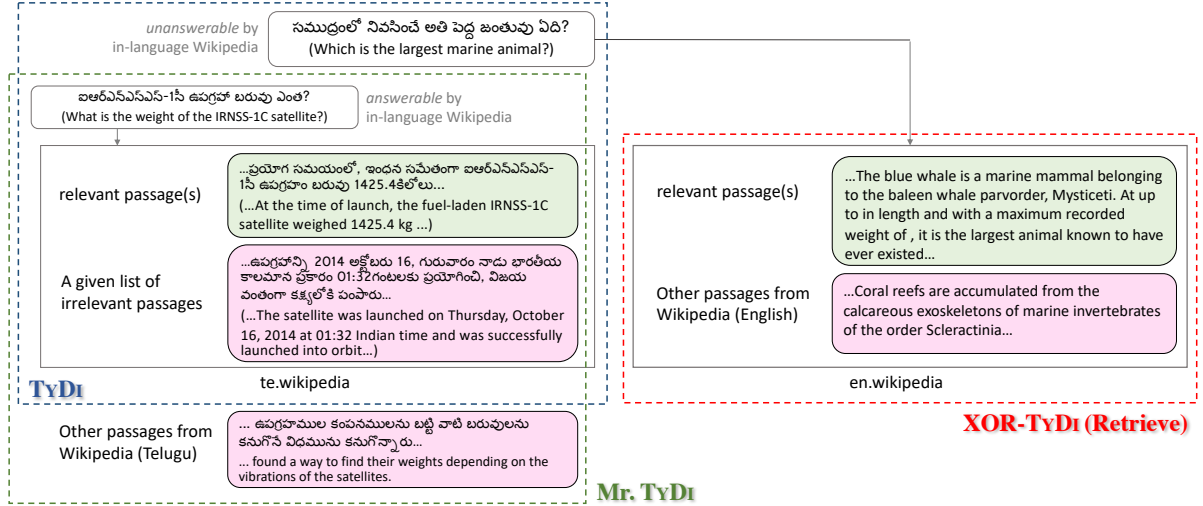 unanswerable by
in-language Wikipedia
సముద్రంలో నివసించే అతి పెద్ద జంతువు ఏది?
(Which is the largest marine animal?)
ఐఆర్ఎన్ఎస్ఎస్-1సీ ఉపగ్రహా బరువు ఎంత?
(What is the weight of the IRNSS-1C satellite?)
answerable by
in-language Wikipedia
relevant passage(s)
...ప్రయోగ సమయంలో, ఇంధన సమేతంగా ఐఆర్ఎన్ఎస్ఎస్-
1సీ ఉపగ్రహం బరువు 1425.4కిలోలు...
(...At the time of launch, the fuel-laden IRNSS-1C
satellite weighed 1425.4 kg ...)
A given list of
irrelevant passages
...ఉపగ్రహాన్ని 2014 అక్టోబరు 16, గురువారం నాడు భారతీయ
కాలమాన ప్రకారం 01:32గంటలకు ప్రయోగించి, విజయ
వంతంగా కక్ష్యలోకి పంపారు...
(...The satellite was launched on Thursday, October
16, 2014 at 01:32 Indian time and was successfully
launched into orbit...)
te.wikipedia
TYDI
Other passages from
Wikipedia (Telugu)
... ఉపగ్రహముల కంపనములను బట్టి వాటి బరువులను
కనుగొనే విధమును కనుగొన్నారు...
... found a way to find their weights depending on the
vibrations of the satellites.
Mr. TYDI
relevant passage(s)
...The blue whale is a marine mammal belonging
to the baleen whale parvorder, Mysticeti. At up
to in length and with a maximum recorded
weight of , it is the largest animal known to have
ever existed...
Other passages from
Wikipedia (English)
...Coral reefs are accumulated from the
calcareous exoskeletons of marine invertebrates
of the order Scleractinia...
en.wikipedia
XOR-TYDI (Retrieve)